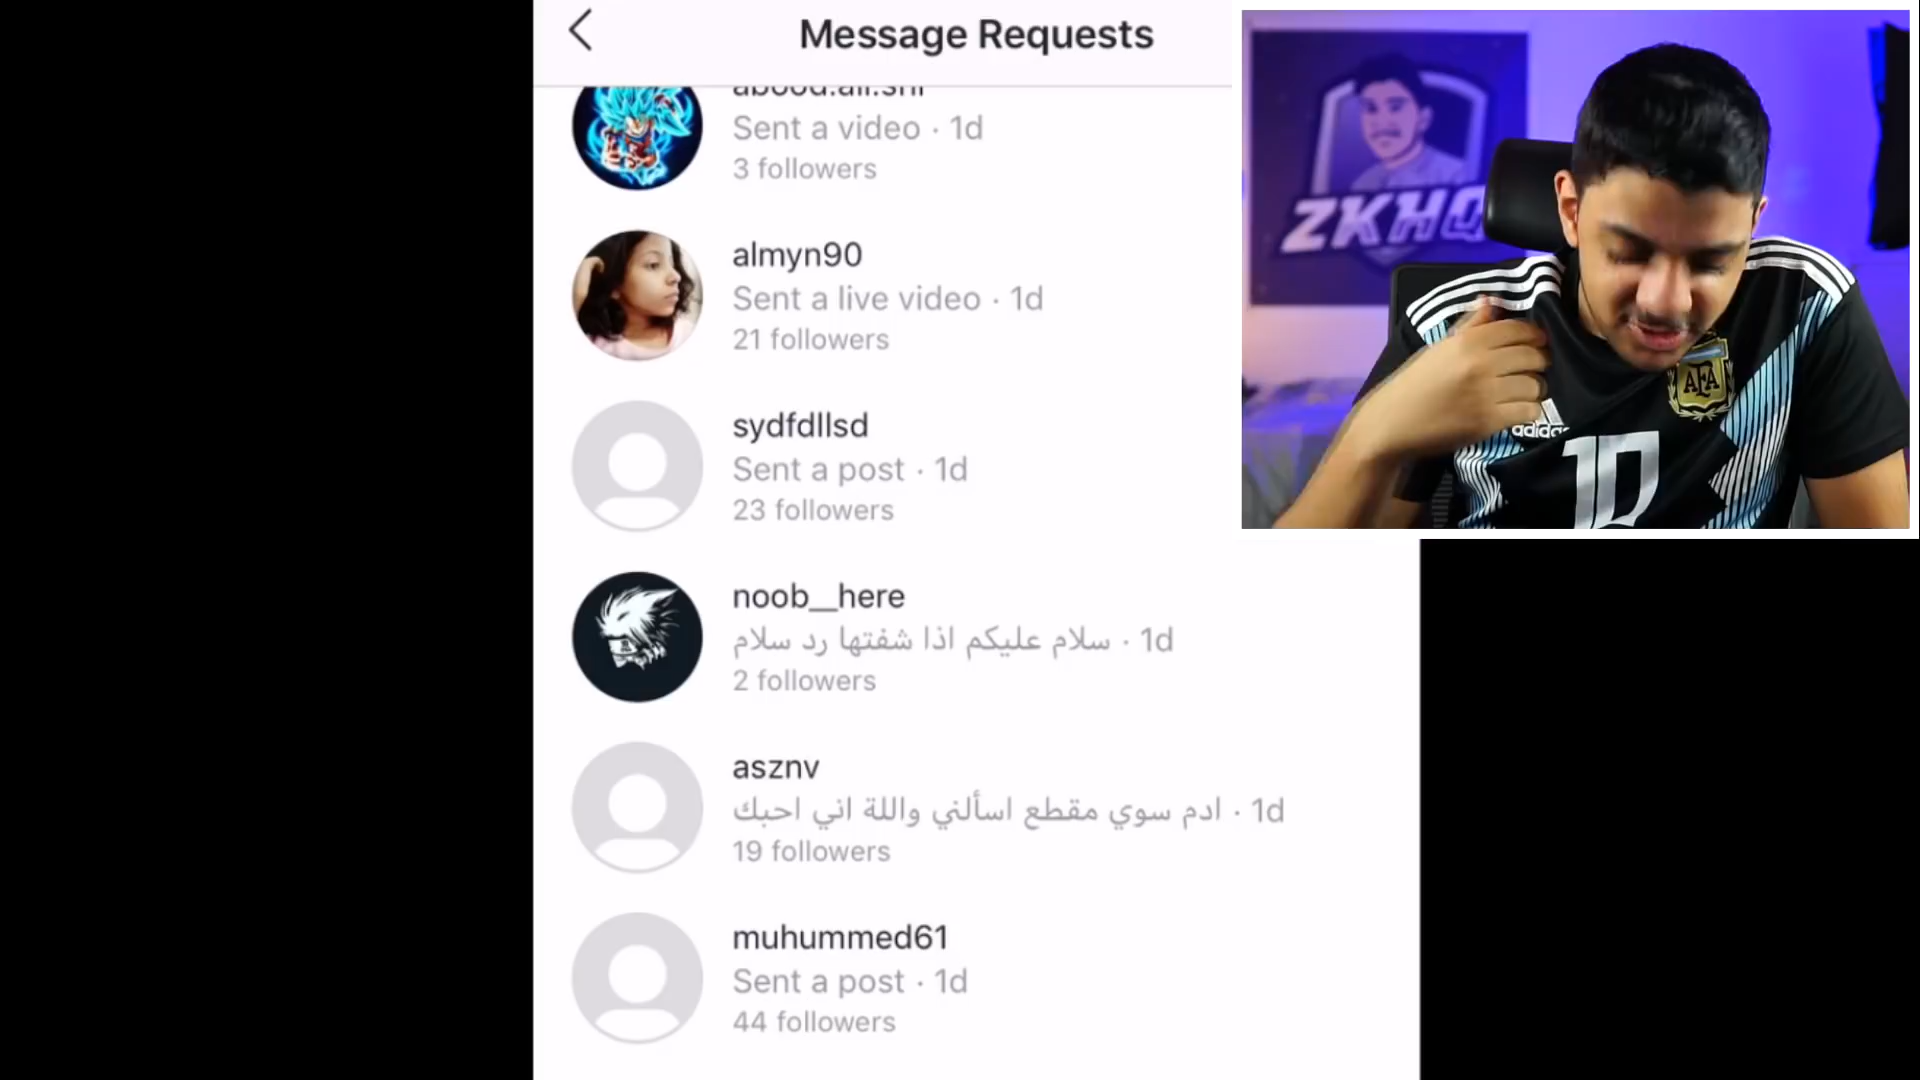 Message Requests
Sent a video · 1d
3 followers
almyn90
Sent a live video · 1d
21 followers
sydfdllsd
Sent a post · 1d
23 followers
noob__here
سلام عليكم اذا شفتها رد سلام · 1d
2 followers
asznv
ادم سوي مقطع اسألني واللة اني احبك · 1d
19 followers
muhummed61
Sent a post · 1d
44 followers
ZKHQ
AFA
adidas
10